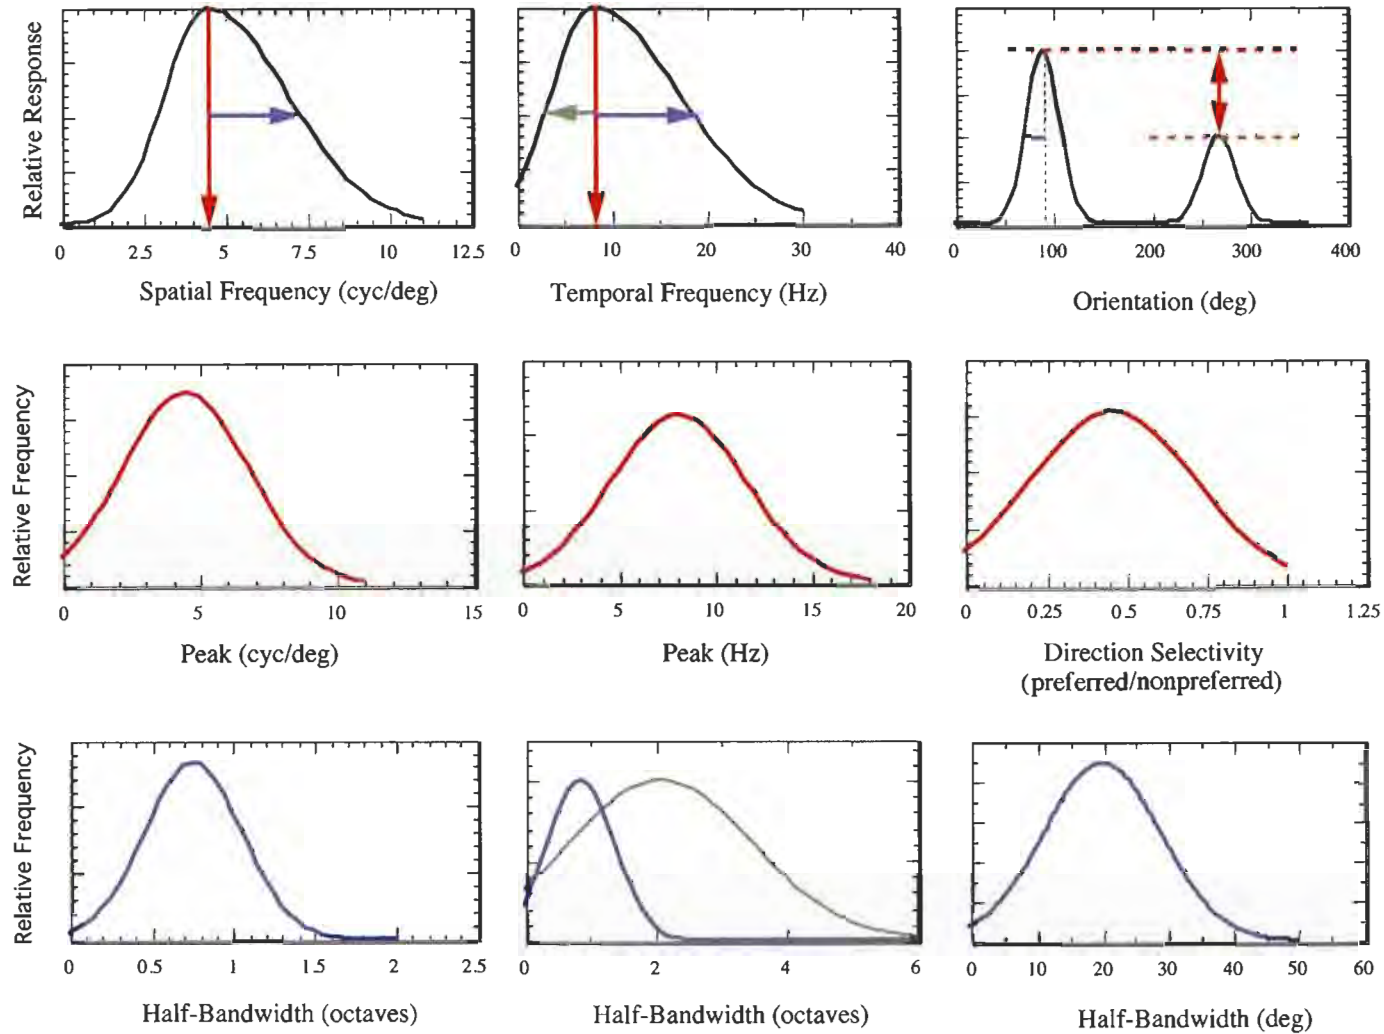 Relative Response
0 2.5 5 7.5 10 12.5
Spatial Frequency (cyc/deg)
0 10 20 30 40
Temporal Frequency (Hz)
0 100 200 300 400
Orientation (deg)
Relative Frequency
0 5 10 15
Peak (cyc/deg)
0 5 10 15 20
Peak (Hz)
0 0.25 0.5 0.75 1 1.25
Direction Selectivity
(preferred/nonpreferred)
Relative Frequency
0 0.5 1 1.5 2 2.5
Half-Bandwidth (octaves)
0 2 4 6
Half-Bandwidth (octaves)
0 10 20 30 40 50 60
Half-Bandwidth (deg)